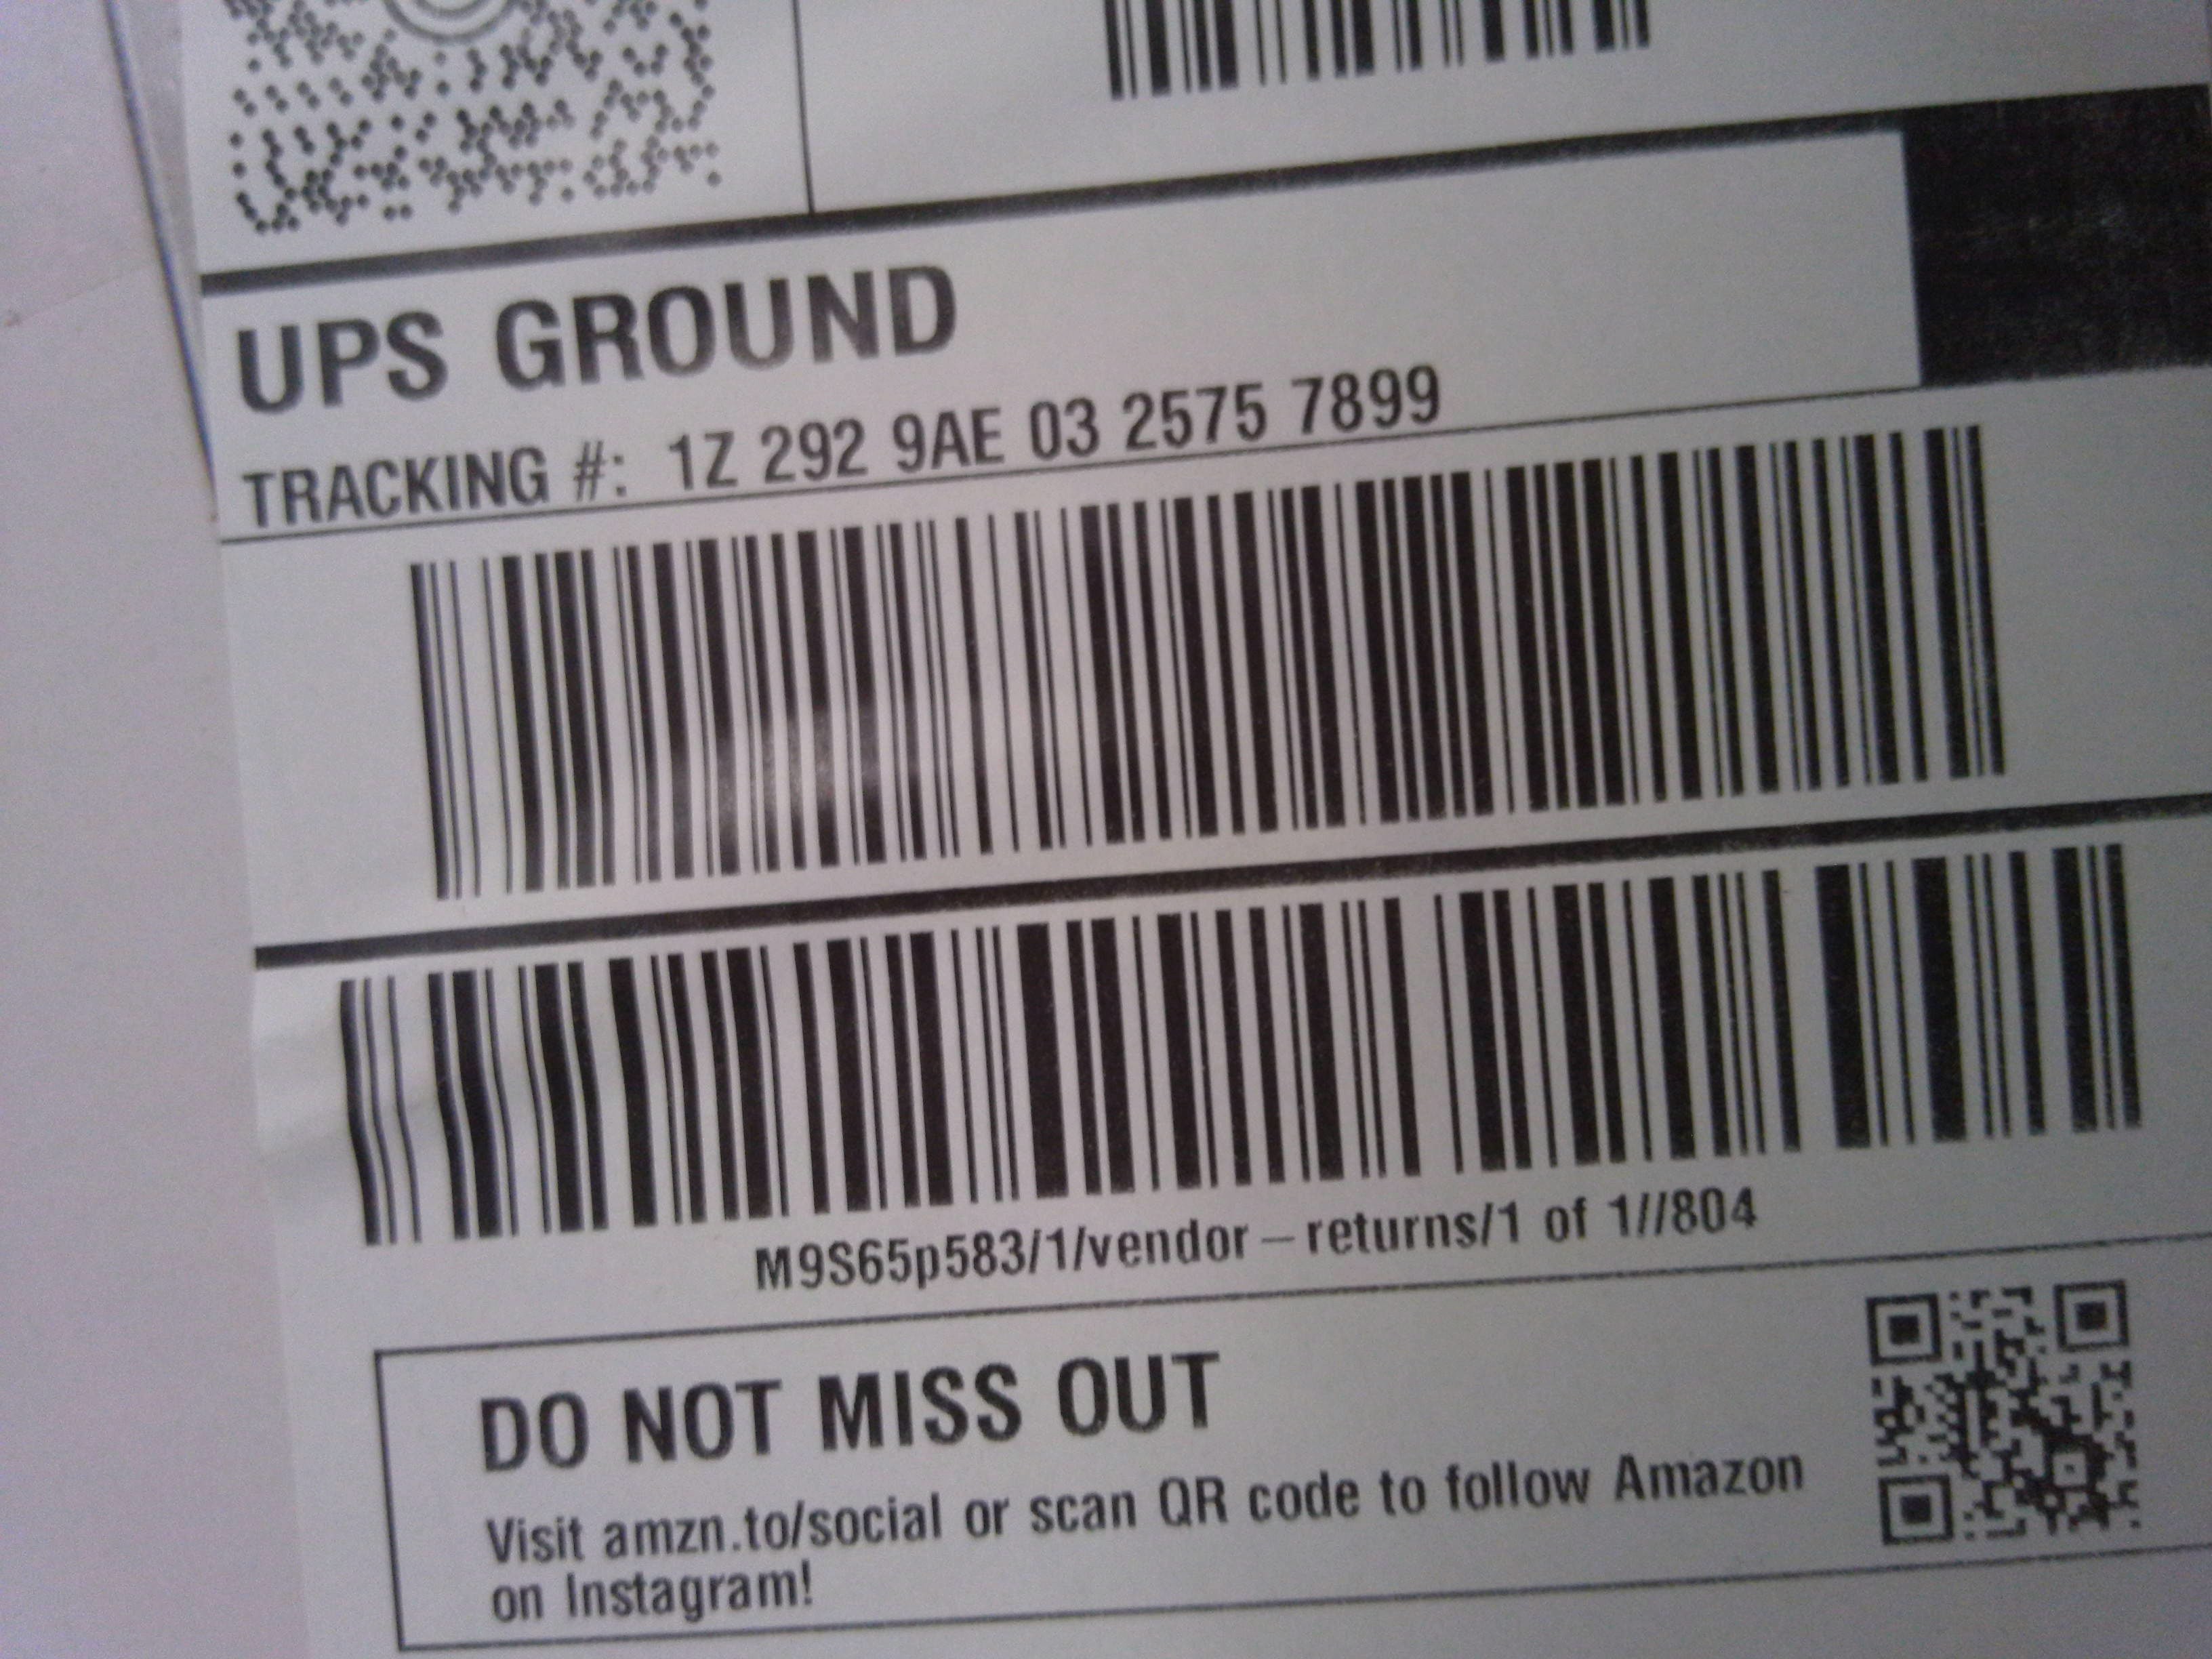 UPS GROUND
TRACKING #: 1Z 292 9AE 03 2575 7899
M9S65p583/1/vendor-returns/1 of 1//804
DO NOT MISS OUT
Visit amzn.to/social or scan QR code to follow Amazon
on Instagram!